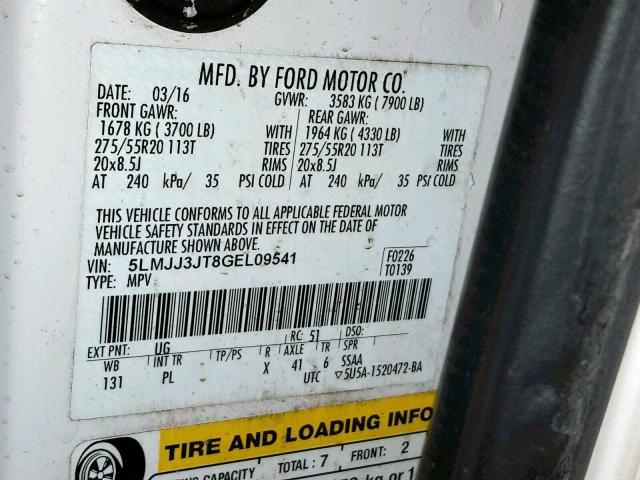 MFD. BY FORD MOTOR CO.
DATE: 03/16 GVWR: 3583 KG ( 7900 LB)
FRONT GAWR: REAR GAWR:
1678 KG ( 3700 LB) WITH 1964 KG ( 4330 LB) WITH
275/55R20 113T TIRES 275/55R20 113T TIRES
20x8.5J RIMS 20x8.5J RIMS
AT 240 kPa/ 35 PSI COLD AT 240 kPa/ 35 PSI COLD
THIS VEHICLE CONFORMS TO ALL APPLICABLE FEDERAL MOTOR
VEHICLE SAFETY STANDARDS IN EFFECT ON THE DATE OF
MANUFACTURE SHOWN ABOVE.
VIN: 5LMJJ3JT8GEL09541 F0226
TYPE: MPV T0139
EXT PNT: UG RC: 51 DSO:
WB INT TR TP/PS R AXLE TR SPR
131 PL X 41 6 SSAA
UTC ▽5U5A-1520472-BA
TIRE AND LOADING INFO
CAPACITY TOTAL : 7 FRONT: 2
kg or 1